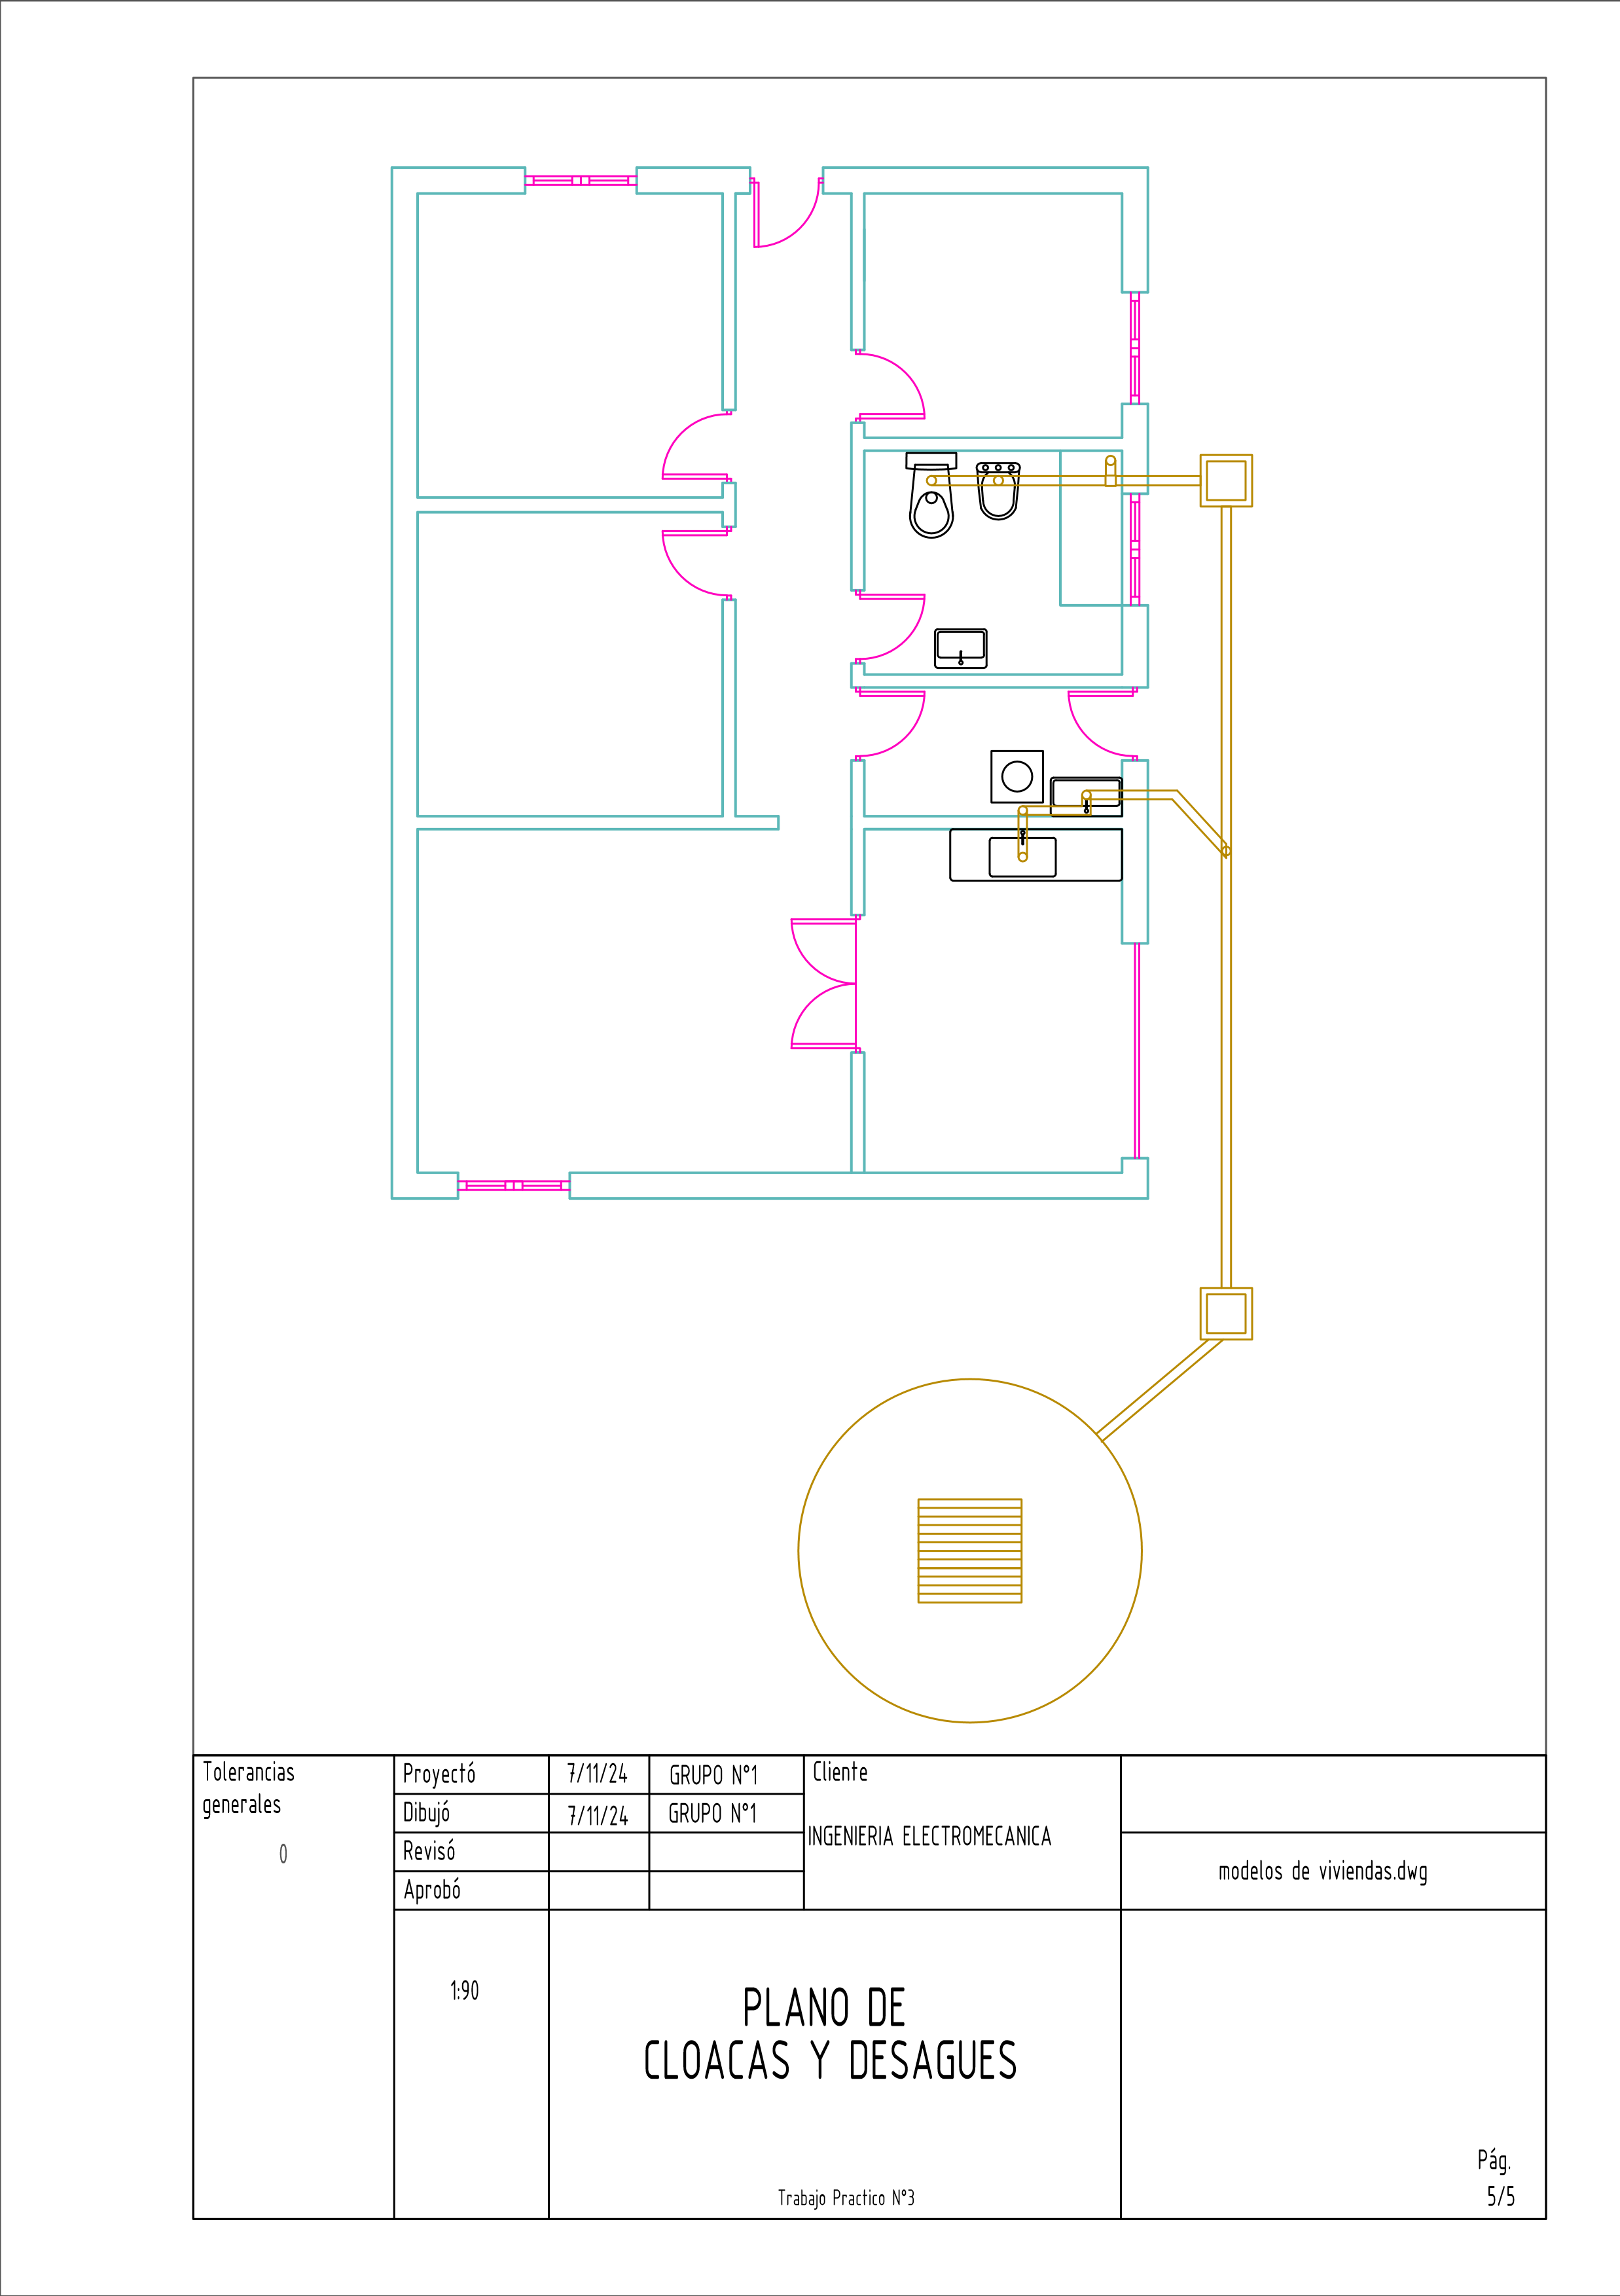 Tolerancias
generales
0
Proyectó 7/11/24 GRUPO N°1
Dibujó 7/11/24 GRUPO N°1
Revisó
Aprobó
Cliente
INGENIERIA ELECTROMECANICA
modelos de viviendas.dwg
1:90
PLANO DE
CLOACAS Y DESAGUES
Trabajo Practico N°3
Pág.
5/5